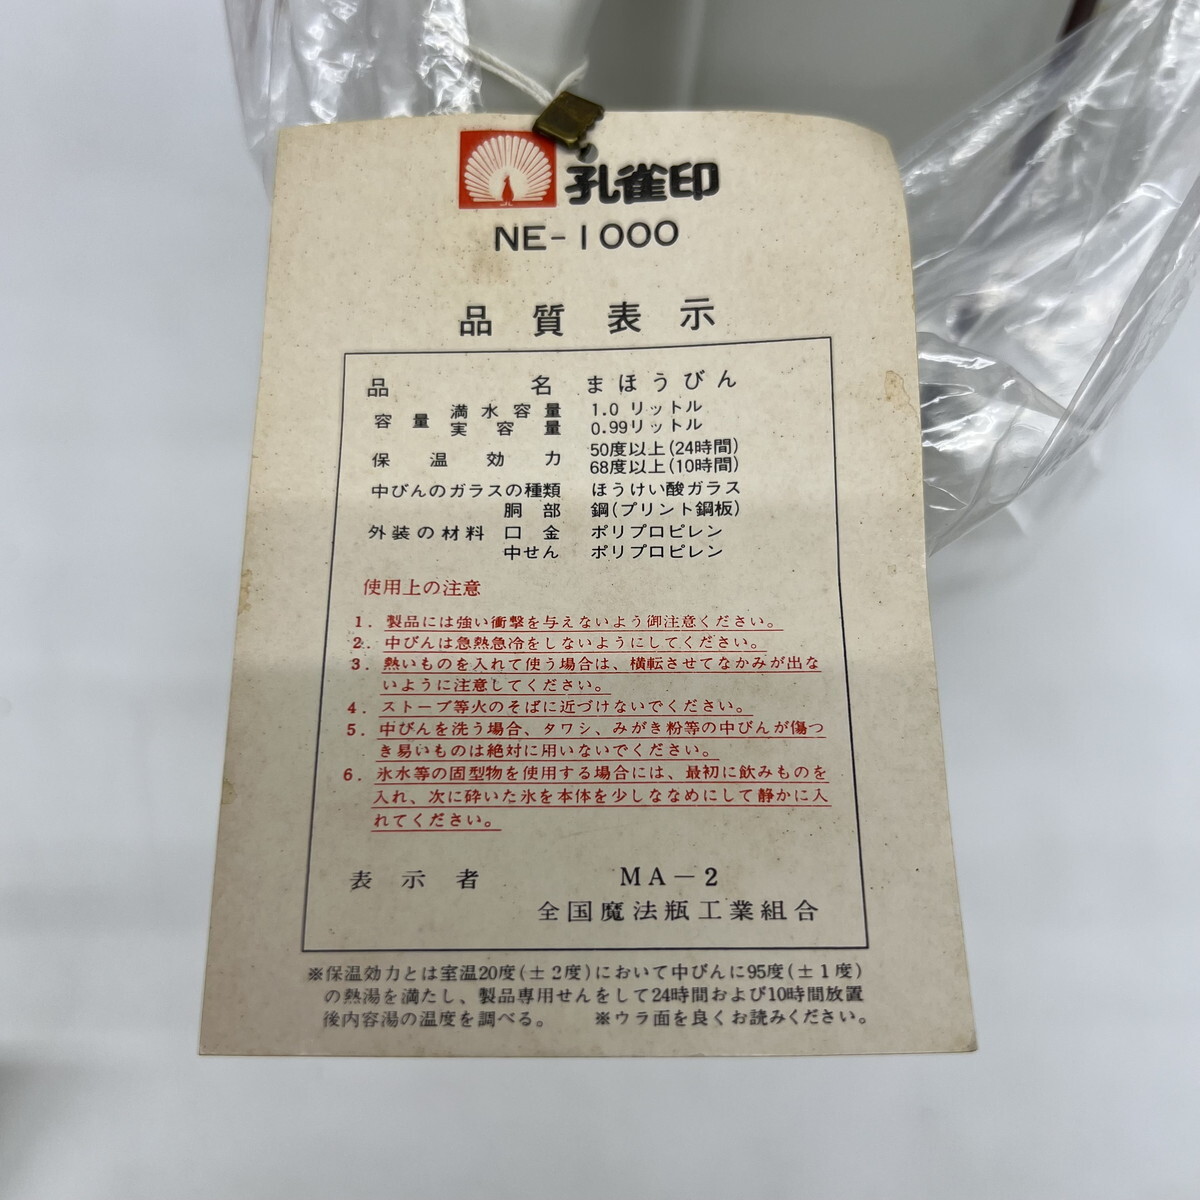 孔雀印
NE-1000
品質表示
品名 まほうびん
容量 満水容量 1.0リットル
実容量 0.99リットル
保温効力 50度以上(24時間)
68度以上(10時間)
中びんのガラスの種類 ほうけい酸ガラス
外装の材料 胴部 鋼(プリント鋼板)
口金 ポリプロピレン
中せん ポリプロピレン
使用上の注意
1. 製品には強い衝撃を与えないよう御注意ください。
2. 中びんは急熱急冷をしないようにしてください。
3. 熱いものを入れて使う場合は、横転させてなかみが出な
いように注意してください。
4. ストーブ等火のそばに近づけないでください。
5. 中びんを洗う場合、タワシ、みがき粉等の中びんが傷つ
き易いものは絶対に用いないでください。
6. 氷水等の固型物を使用する場合には、最初に飲みものを
入れ、次に砕いた氷を本体を少しななめにして静かに入
れてください。
表示者 MA-2
全国魔法瓶工業組合
※保温効力とは室温20度(±2度)において中びんに95度(±1度)
の熱湯を満たし、製品専用せんをして24時間および10時間放置
後内容湯の温度を調べる。 ※ウラ面を良くお読みください。